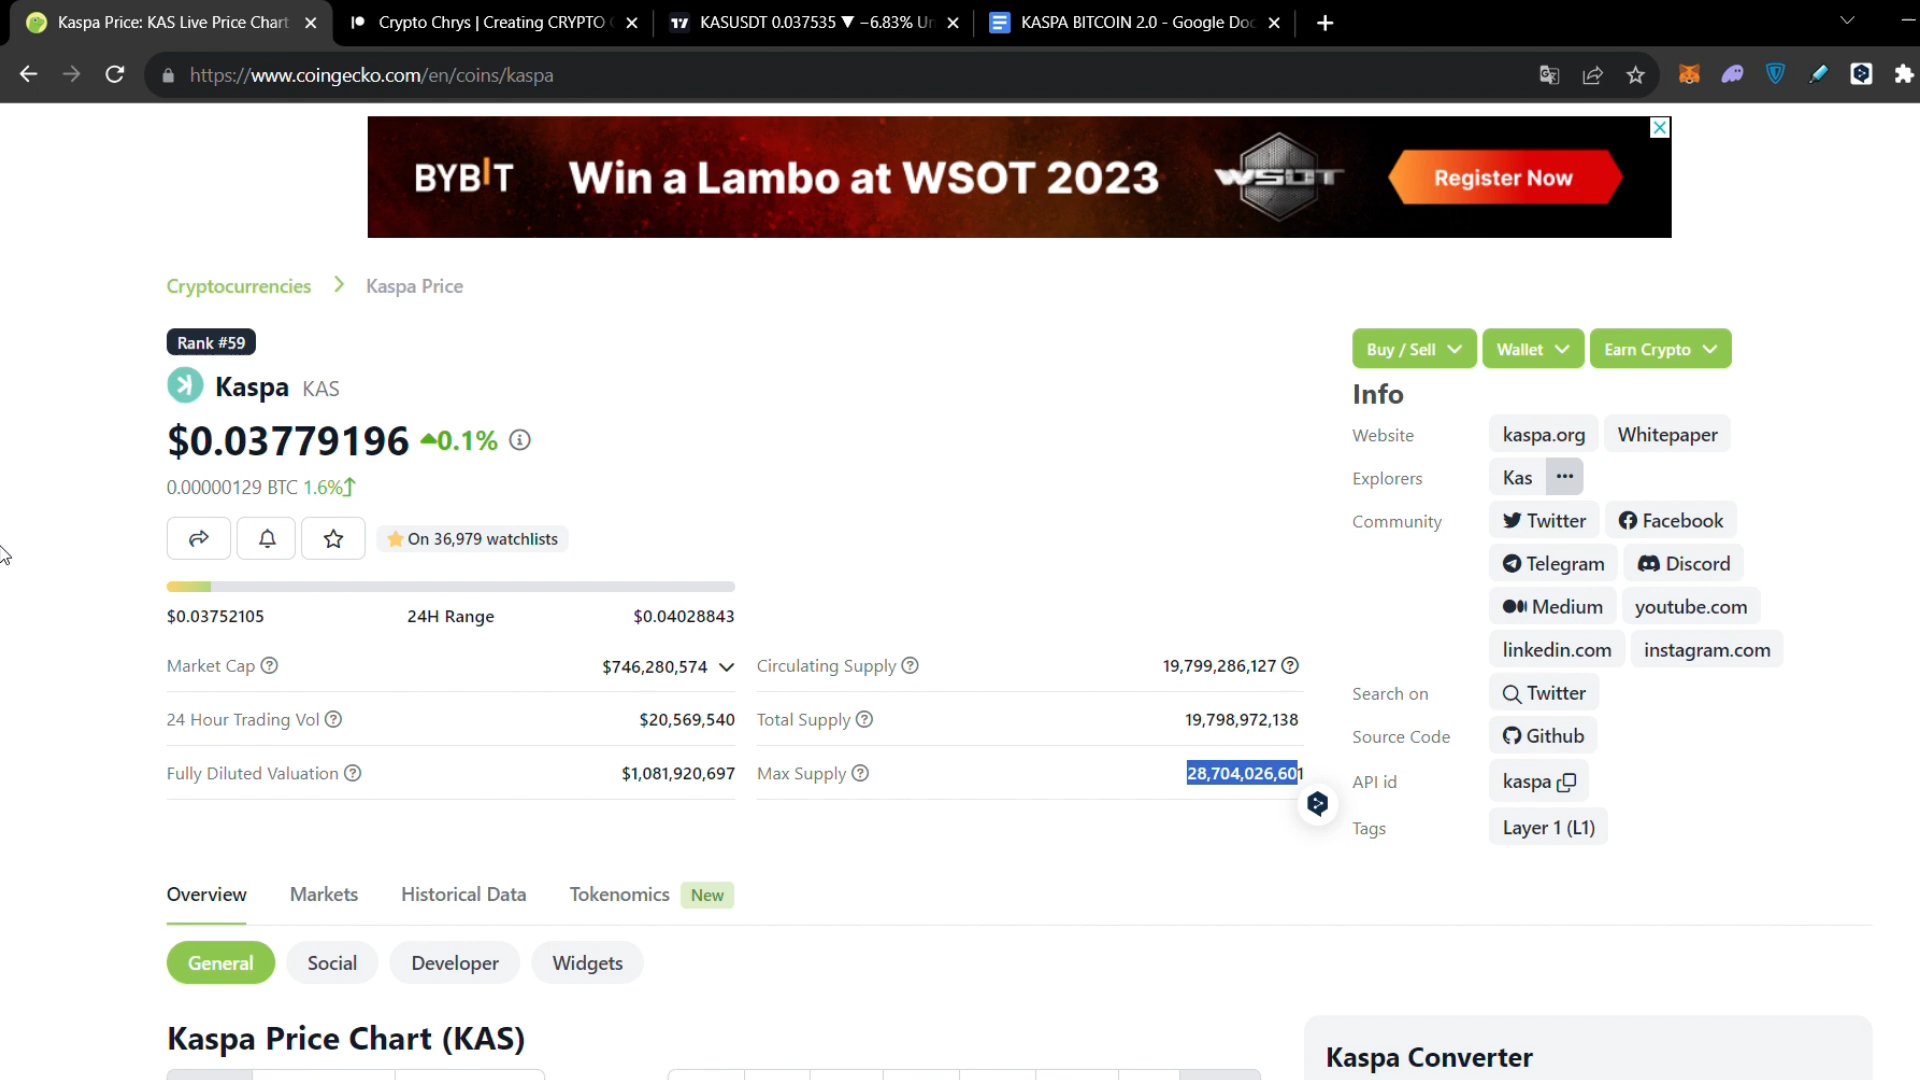 Kaspa Price: KAS Live Price Chart
Crypto Chrys | Creating CRYPTO
KASUSDT 0.037535 ▼ −6.83% Un
KASPA BITCOIN 2.0 - Google Doc
https://www.coingecko.com/en/coins/kaspa
BYBIT Win a Lambo at WSOT 2023 WSOT Register Now
Cryptocurrencies > Kaspa Price
Rank #59
Kaspa KAS
$0.03779196 ▲0.1%
0.00000129 BTC 1.6%
On 36,979 watchlists
$0.03752105 24H Range $0.04028843
Market Cap $746,280,574
24 Hour Trading Vol $20,569,540
Fully Diluted Valuation $1,081,920,697
Circulating Supply 19,799,286,127
Total Supply 19,798,972,138
Max Supply 28,704,026,601
Buy / Sell Wallet Earn Crypto
Info
Website kaspa.org Whitepaper
Explorers Kas ···
Community Twitter Facebook
Telegram Discord
Medium youtube.com
linkedin.com instagram.com
Search on Twitter
Source Code Github
API id kaspa
Tags Layer 1 (L1)
Overview Markets Historical Data Tokenomics New
General Social Developer Widgets
Kaspa Price Chart (KAS)
Kaspa Converter